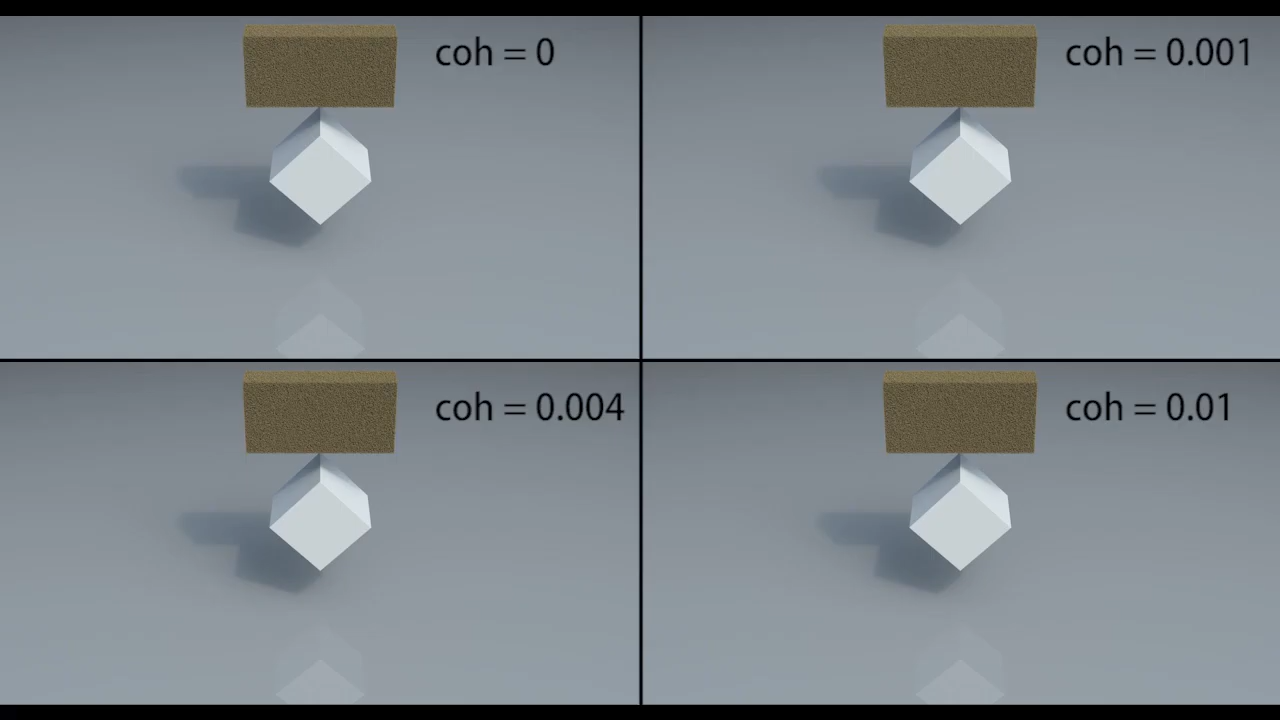 coh = 0
coh = 0.001
coh = 0.004
coh = 0.01